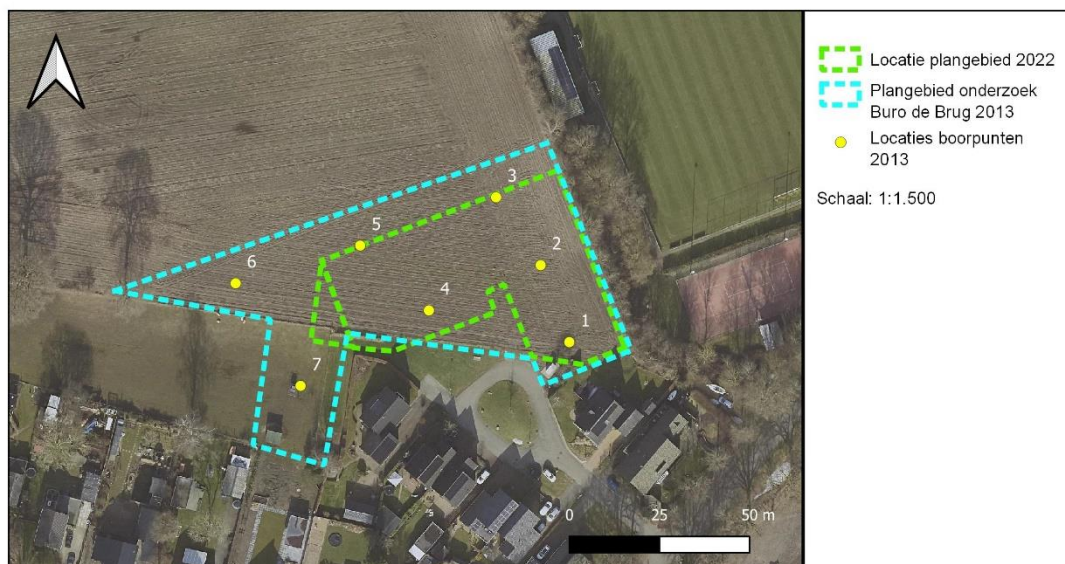 Locatie plangebied 2022
Plangebied onderzoek
Buro de Brug 2013
Locaties boorpunten
2013
Schaal: 1:1.500
3
5
2
6
4
1
7
0 25 50 m